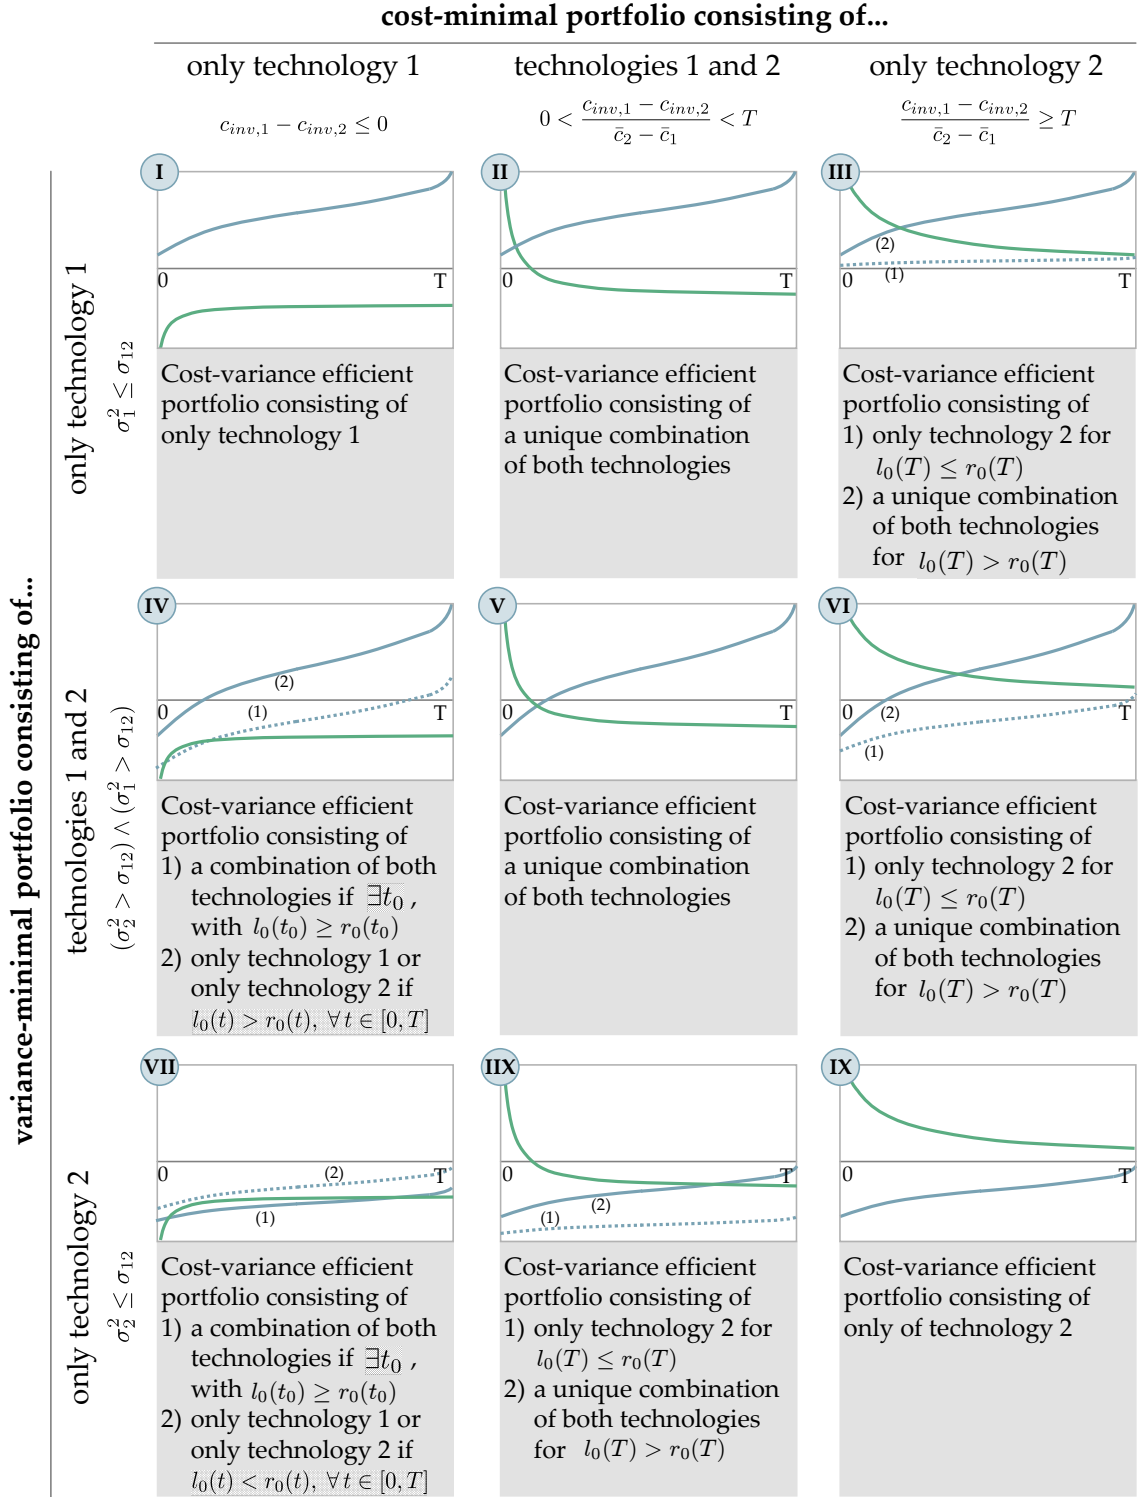 cost-minimal portfolio consisting of...
only technology 1
technologies 1 and 2
only technology 2
c_{inv,1} − c_{inv,2} ≤ 0
0 < \frac{c_{inv,1} − c_{inv,2}}{c̄_2 − c̄_1} < T
\frac{c_{inv,1} − c_{inv,2}}{c̄_2 − c̄_1} ≥ T
variance-minimal portfolio consisting of...
only technology 1
σ_1^2 ≤ σ_{12}
I
0
T
Cost-variance efficient
portfolio consisting of
only technology 1
II
0
T
Cost-variance efficient
portfolio consisting of
a unique combination
of both technologies
III
(2)
(1)
0
T
Cost-variance efficient
portfolio consisting of
1) only technology 2 for
l_0(T) ≤ r_0(T)
2) a unique combination
of both technologies
for l_0(T) > r_0(T)
technologies 1 and 2
(σ_2^2 > σ_{12}) ∧ (σ_1^2 > σ_{12})
IV
(2)
(1)
0
T
Cost-variance efficient
portfolio consisting of
1) a combination of both
technologies if ∃t_0 ,
with l_0(t_0) ≥ r_0(t_0)
2) only technology 1 or
only technology 2 if
l_0(t) > r_0(t), ∀ t ∈ [0, T]
V
0
T
Cost-variance efficient
portfolio consisting of
a unique combination
of both technologies
VI
0
(2)
(1)
T
Cost-variance efficient
portfolio consisting of
1) only technology 2 for
l_0(T) ≤ r_0(T)
2) a unique combination
of both technologies
for l_0(T) > r_0(T)
only technology 2
σ_2^2 ≤ σ_{12}
VII
0
(2)
(1)
T
Cost-variance efficient
portfolio consisting of
1) a combination of both
technologies if ∃t_0 ,
with l_0(t_0) ≥ r_0(t_0)
2) only technology 1 or
only technology 2 if
l_0(t) < r_0(t), ∀ t ∈ [0, T]
IIX
0
(1)
(2)
T
Cost-variance efficient
portfolio consisting of
1) only technology 2 for
l_0(T) ≤ r_0(T)
2) a unique combination
of both technologies
for l_0(T) > r_0(T)
IX
0
T
Cost-variance efficient
portfolio consisting of
only of technology 2